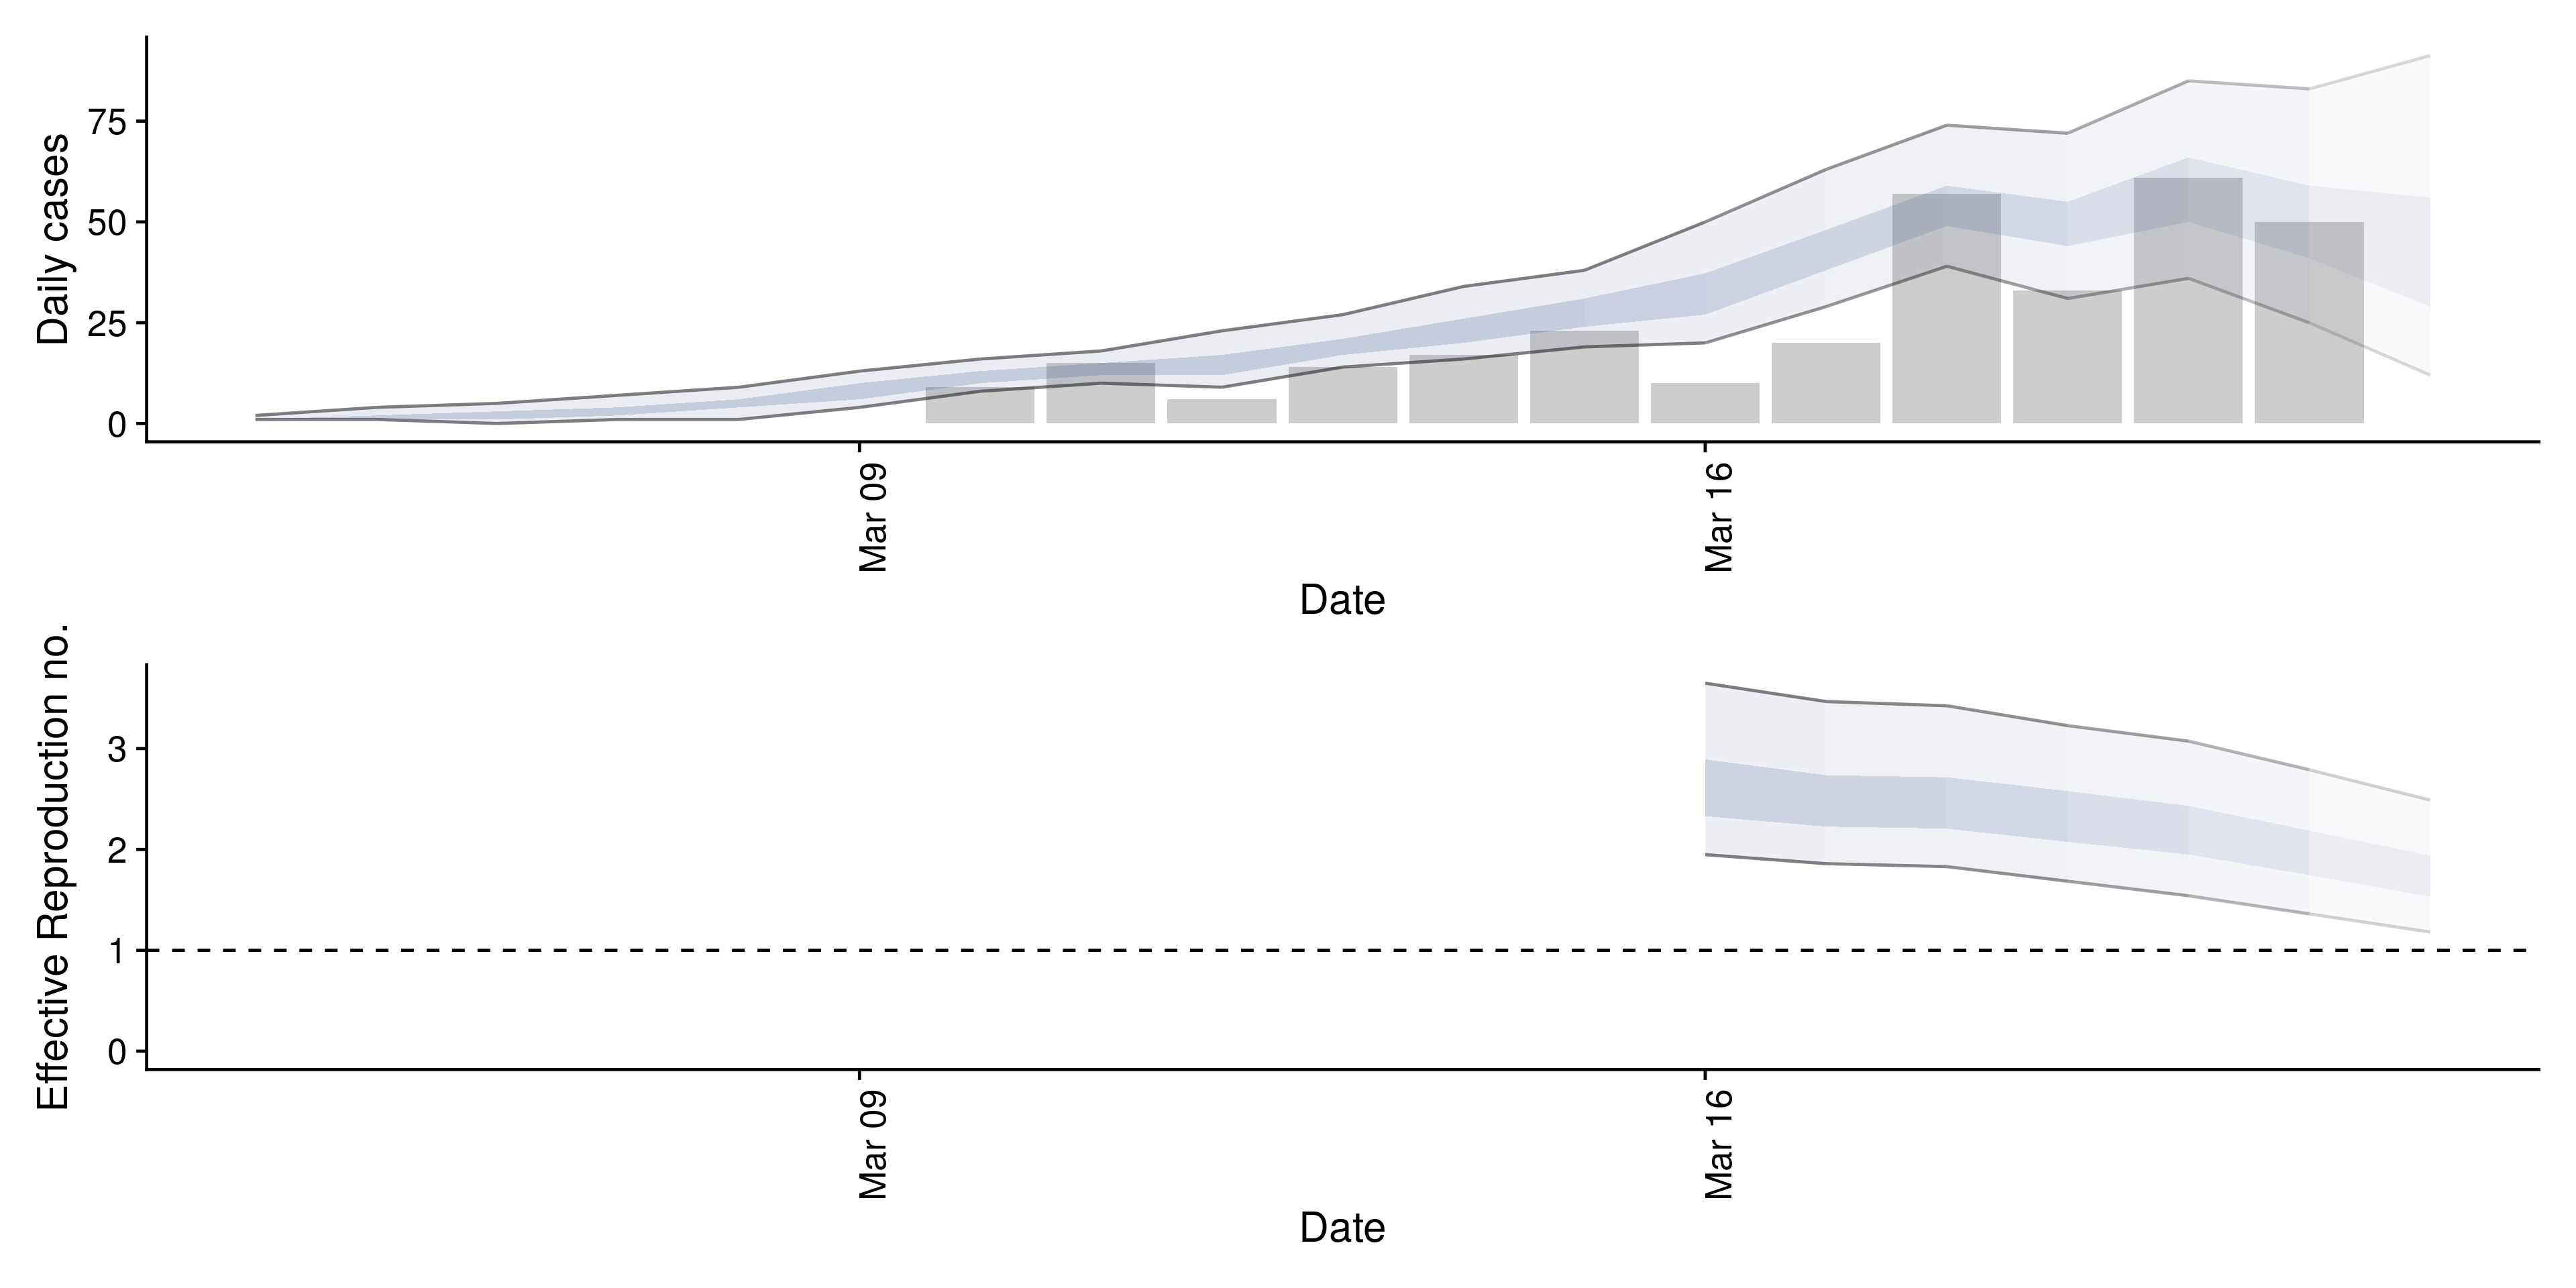 Daily cases
75
50
25
0
Mar 09
Mar 16
Date
Effective Reproduction no.
3
2
1
0
Mar 09
Mar 16
Date